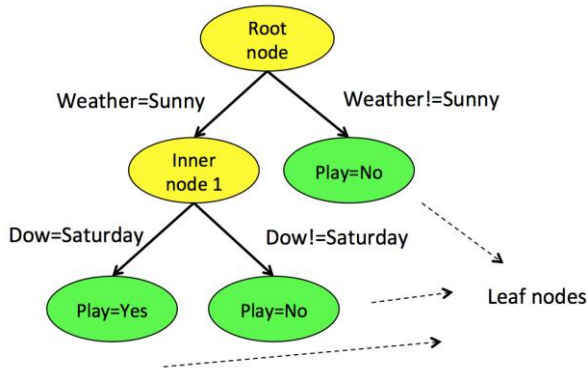 Root
node
Weather=Sunny
Weather!=Sunny
Inner
node 1
Play=No
Dow=Saturday
Dow!=Saturday
Play=Yes
Play=No
Leaf nodes